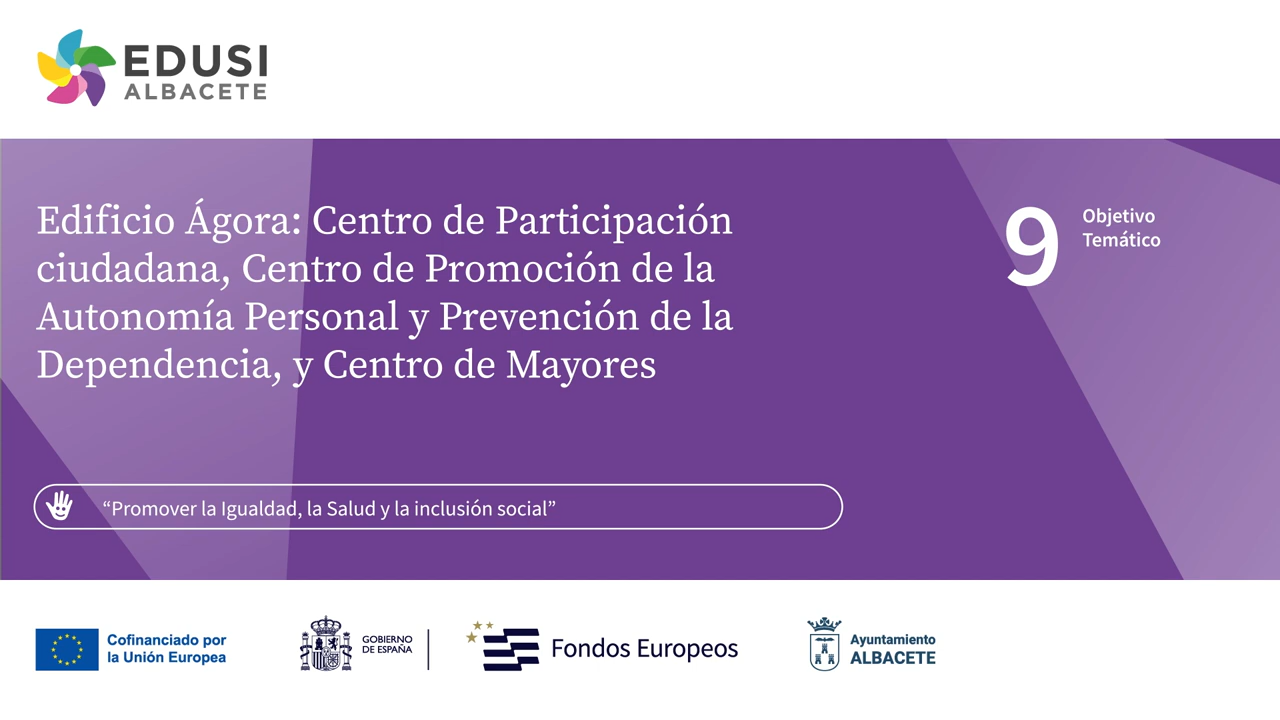 EDUSI
ALBACETE
Edificio Ágora: Centro de Participación
ciudadana, Centro de Promoción de la
Autonomía Personal y Prevención de la
Dependencia, y Centro de Mayores
9
Objetivo
Temático
“Promover la Igualdad, la Salud y la inclusión social”
Cofinanciado por
la Unión Europea
GOBIERNO
DE ESPAÑA
Fondos Europeos
Ayuntamiento
ALBACETE